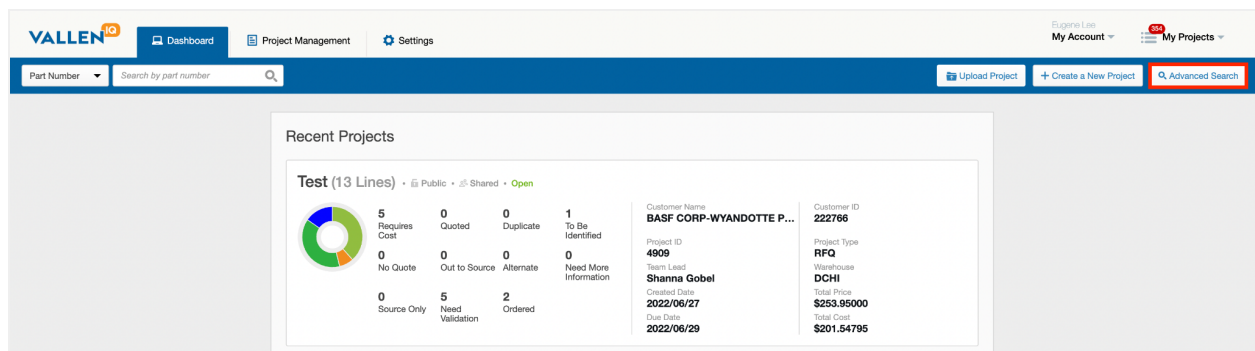 VALLEN IQ
Dashboard
Project Management
Settings
Eugene Lee
My Account
354
My Projects
Part Number
Search by part number
Upload Project
+ Create a New Project
Advanced Search
Recent Projects
Test (13 Lines) • Public • Shared • Open
5
Requires
Cost
0
Quoted
0
Duplicate
1
To Be
Identified
0
No Quote
0
Out to Source
0
Alternate
0
Need More
Information
0
Source Only
5
Need
Validation
2
Ordered
Customer Name
BASF CORP-WYANDOTTE P...
Customer ID
222766
Project ID
4909
Project Type
RFQ
Team Lead
Shanna Gobel
Warehouse
DCHI
Created Date
2022/06/27
Total Price
$253.95000
Due Date
2022/06/29
Total Cost
$201.54795